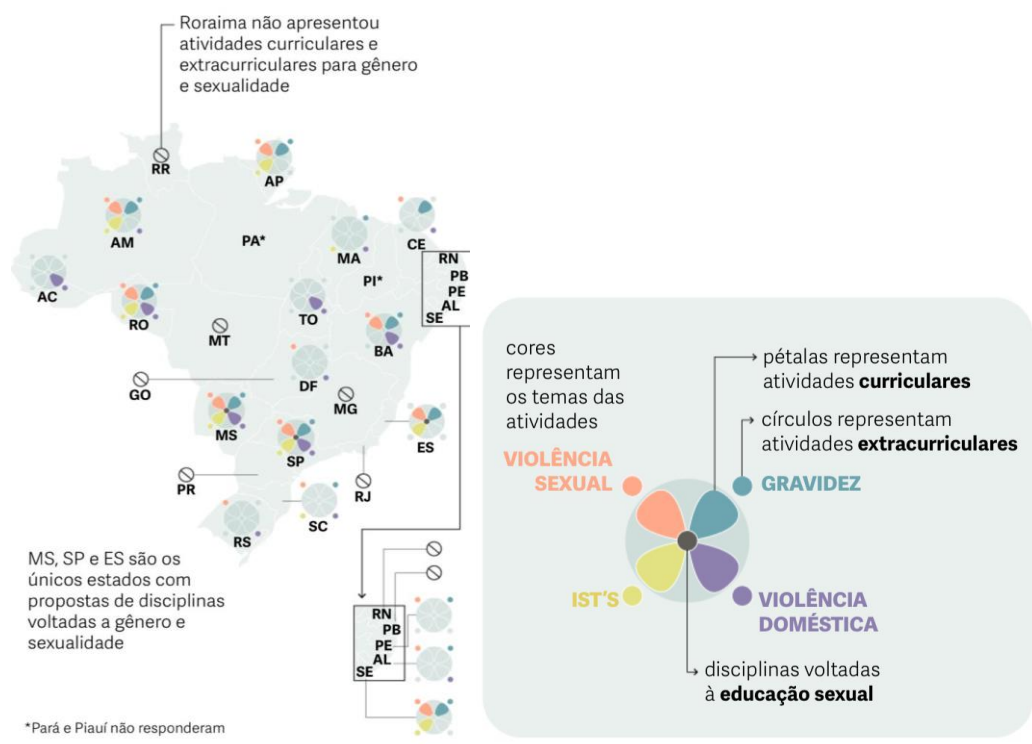 Roraima não apresentou
atividades curriculares e
extracurriculares para gênero
e sexualidade
RR
AP
AM
PA*
MA
CE
RN
PB
PE
AL
SE
PI*
AC
RO
TO
MT
BA
DF
GO
MG
MS
SP
ES
PR
RJ
SC
RS
MS, SP e ES são os
únicos estados com
propostas de disciplinas
voltadas a gênero e
sexualidade
RN
PB
PE
AL
SE
*Pará e Piauí não responderam
cores
representam
os temas das
atividades
pétalas representam
atividades curriculares
círculos representam
atividades extracurriculares
VIOLÊNCIA
SEXUAL
GRAVIDEZ
IST'S
VIOLÊNCIA
DOMÉSTICA
disciplinas voltadas
à educação sexual